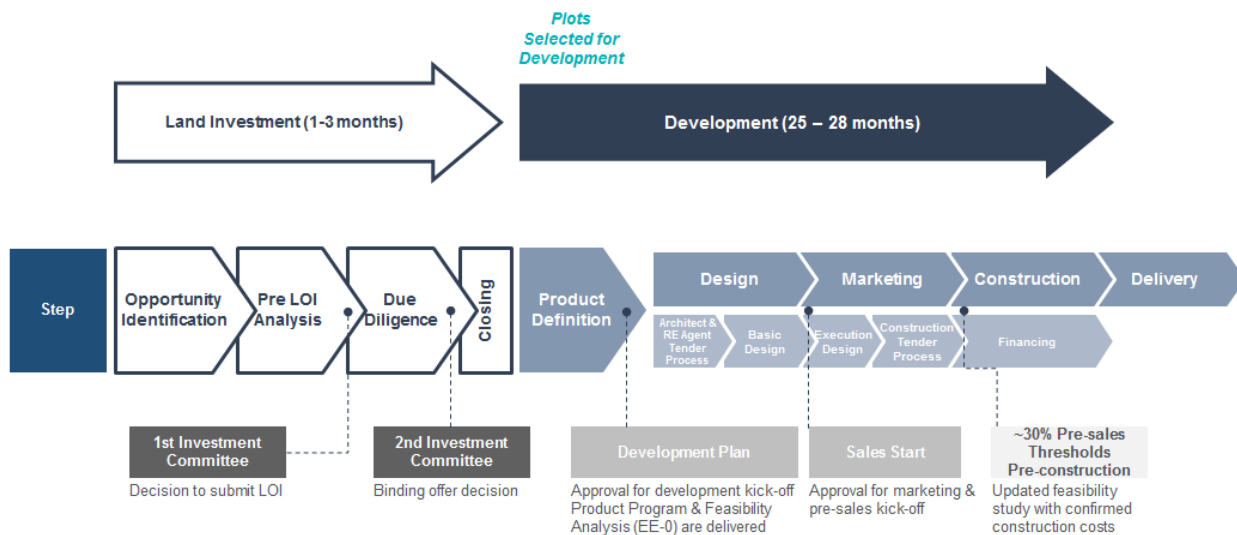 Plots
Selected for
Development
Land Investment (1-3 months)
Development (25 – 28 months)
Step
Opportunity
Identification
Pre LOI
Analysis
Due
Diligence
Closing
Product
Definition
Design
Marketing
Construction
Delivery
Architect &
RE Agent
Tender
Process
Basic
Design
Execution
Design
Construction
Tender
Process
Financing
1st Investment
Committee
Decision to submit LOI
2nd Investment
Committee
Binding offer decision
Development Plan
Approval for development kick-off
Product Program & Feasibility
Analysis (EE-0) are delivered
Sales Start
Approval for marketing &
pre-sales kick-off
~30% Pre-sales
Thresholds
Pre-construction
Updated feasibility
study with confirmed
construction costs